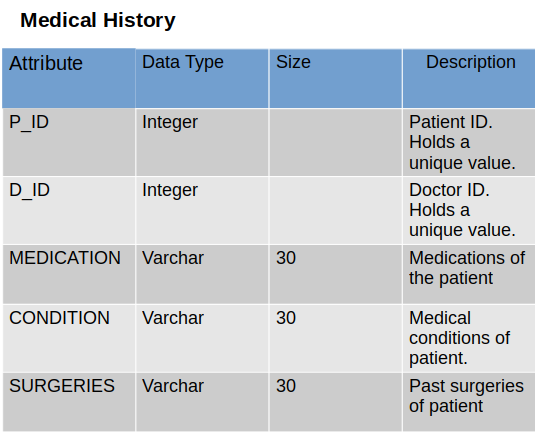 Medical History
Attribute Data Type Size Description
P_ID Integer Patient ID.
Holds a
unique value.
D_ID Integer Doctor ID.
Holds a
unique value.
MEDICATION Varchar 30 Medications of
the patient
CONDITION Varchar 30 Medical
conditions of
patient.
SURGERIES Varchar 30 Past surgeries
of patient